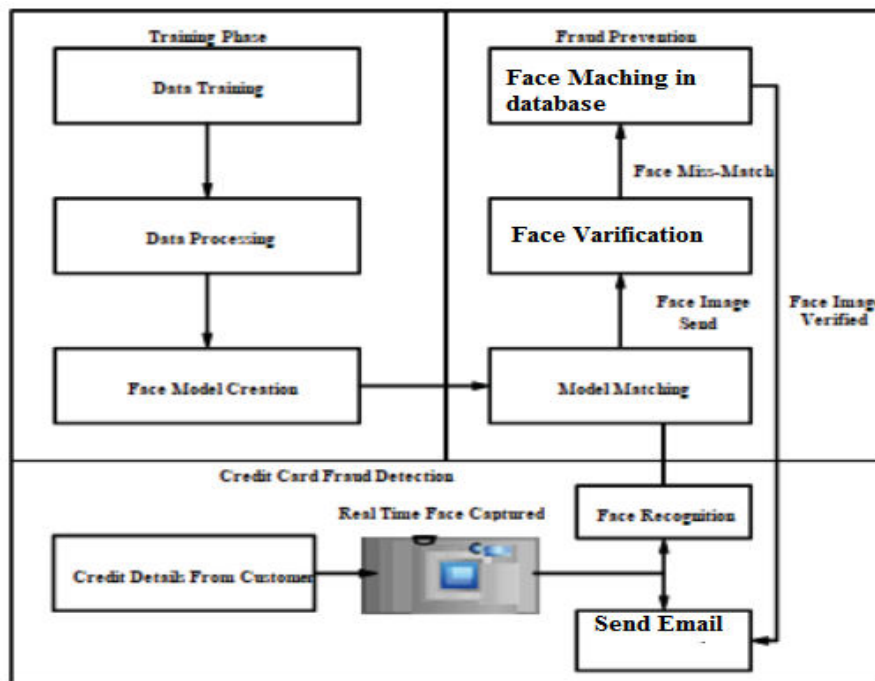 Training Phase
Data Training
Data Processing
Face Model Creation
Fraud Prevention
Face Maching in
database
Face Miss-Match
Face Varification
Face Image
Send
Face Image
Verified
Model Matching
Credit Card Fraud Detection
Real Time Face Captured
Credit Details From Customer
Face Recognition
Send Email